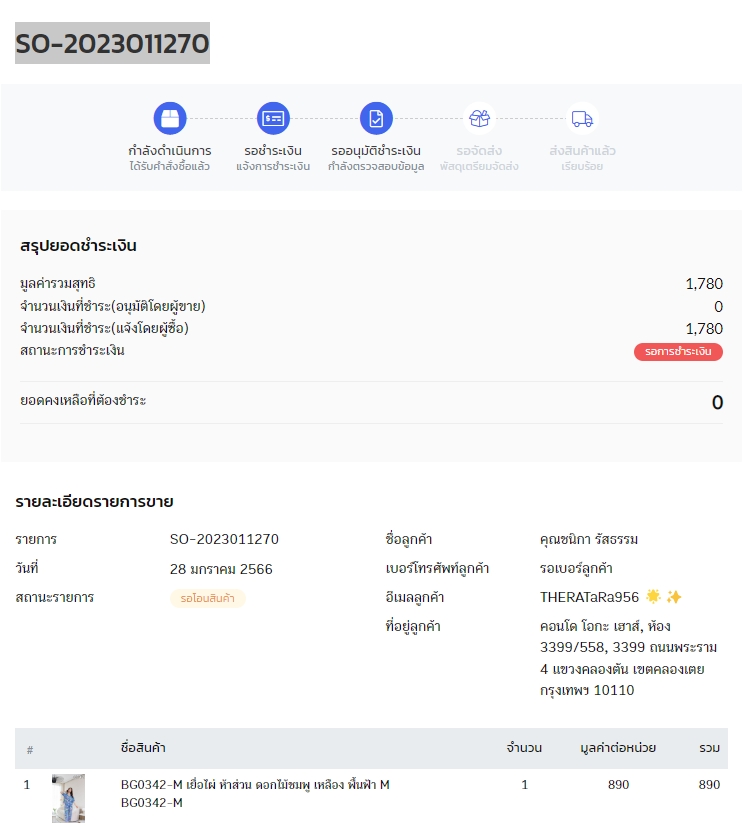 SO-2023011270
กำลังดำเนินการ รอชำระเงิน รออนุมัติชำระเงิน รอจัดส่ง ส่งสินค้าแล้ว
ได้รับคำสั่งซื้อแล้ว แจ้งการชำระเงิน กำลังตรวจสอบข้อมูล พัสดุเตรียมจัดส่ง เรียบร้อย
สรุปยอดชำระเงิน
มูลค่ารวมสุทธิ 1,780
จำนวนเงินที่ชำระ(อนุมัติโดยผู้ขาย) 0
จำนวนเงินที่ชำระ(แจ้งโดยผู้ซื้อ) 1,780
สถานะการชำระเงิน รอการชำระเงิน
ยอดคงเหลือที่ต้องชำระ 0
รายละเอียดรายการขาย
รายการ SO-2023011270 ชื่อลูกค้า คุณชนิกา รัสธรรม
วันที่ 28 มกราคม 2566 เบอร์โทรศัพท์ลูกค้า รอเบอร์ลูกค้า
สถานะรายการ รอโอนสินค้า อีเมลลูกค้า THERATaRa956 🌟 ✨
ที่อยู่ลูกค้า คอนโด โอกะ เฮาส์, ห้อง
3399/558, 3399 ถนนพระราม
4 แขวงคลองตัน เขตคลองเตย
กรุงเทพฯ 10110
# ชื่อสินค้า จำนวน มูลค่าต่อหน่วย รวม
1 BG0342-M เยื่อไผ่ ห้าส่วน ดอกไม้ชมพู เหลือง พื้นฟ้า M 1 890 890
BG0342-M